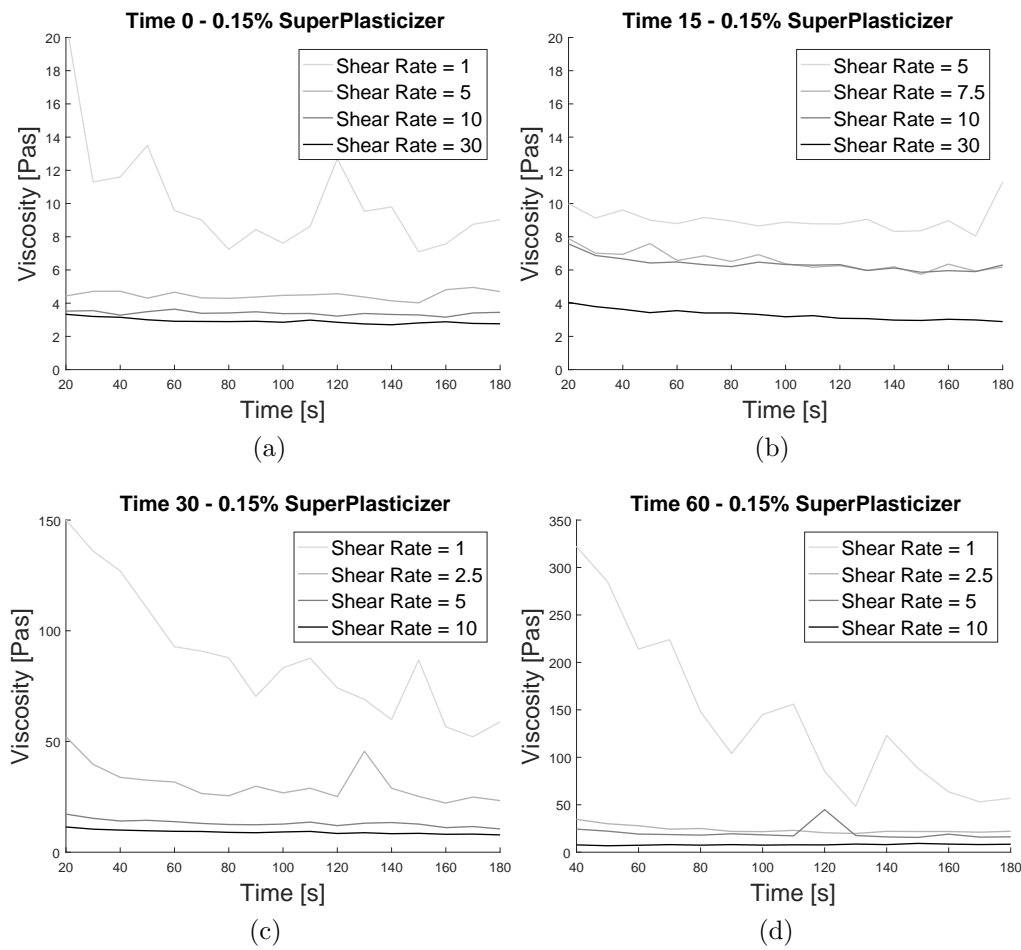 Time 0 - 0.15% SuperPlasticizer
Viscosity [Pas]
20
18
16
14
12
10
8
6
4
2
0
Shear Rate = 1
Shear Rate = 5
Shear Rate = 10
Shear Rate = 30
20 40 60 80 100 120 140 160 180
Time [s]
(a)
Time 15 - 0.15% SuperPlasticizer
Viscosity [Pas]
20
18
16
14
12
10
8
6
4
2
0
Shear Rate = 5
Shear Rate = 7.5
Shear Rate = 10
Shear Rate = 30
20 40 60 80 100 120 140 160 180
Time [s]
(b)
Time 30 - 0.15% SuperPlasticizer
Viscosity [Pas]
150
100
50
0
Shear Rate = 1
Shear Rate = 2.5
Shear Rate = 5
Shear Rate = 10
20 40 60 80 100 120 140 160 180
Time [s]
(c)
Time 60 - 0.15% SuperPlasticizer
Viscosity [Pas]
350
300
250
200
150
100
50
0
Shear Rate = 1
Shear Rate = 2.5
Shear Rate = 5
Shear Rate = 10
40 60 80 100 120 140 160 180
Time [s]
(d)